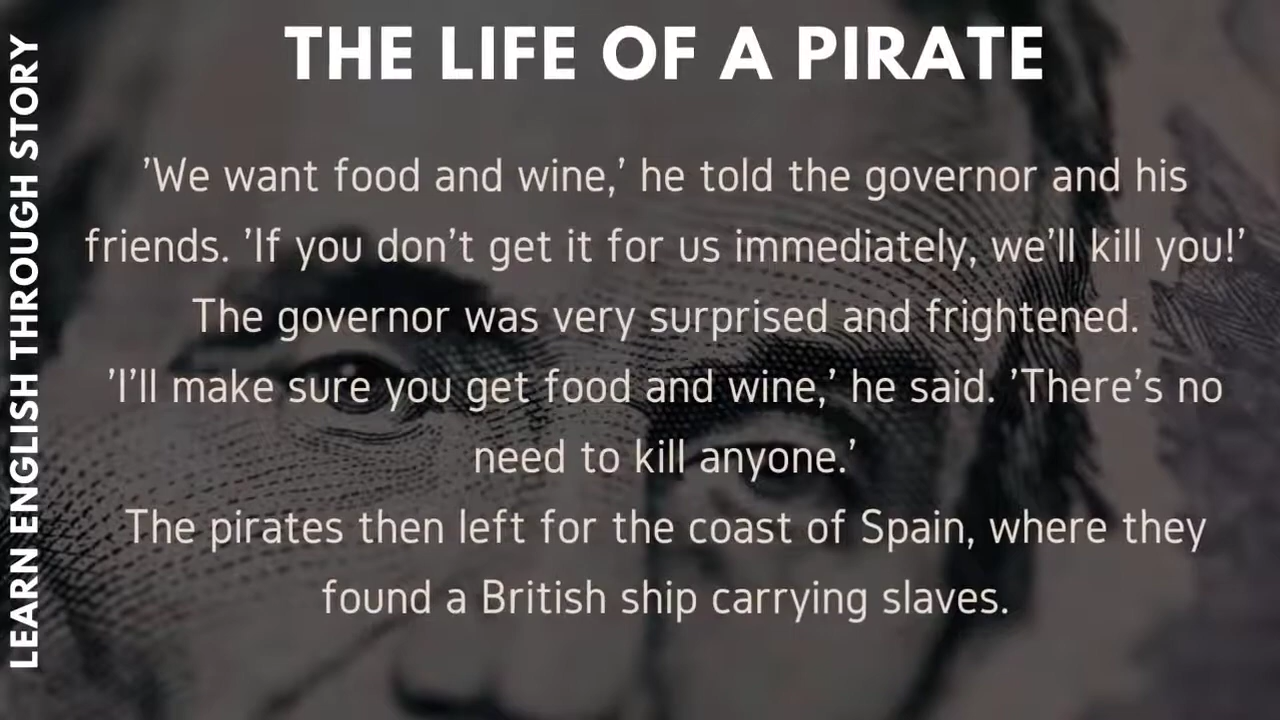 THE LIFE OF A PIRATE
LEARN ENGLISH THROUGH STORY
’We want food and wine,’ he told the governor and his
friends. ’If you don’t get it for us immediately, we’ll kill you!’
The governor was very surprised and frightened.
’I’ll make sure you get food and wine,’ he said. ’There’s no
need to kill anyone.’
The pirates then left for the coast of Spain, where they
found a British ship carrying slaves.